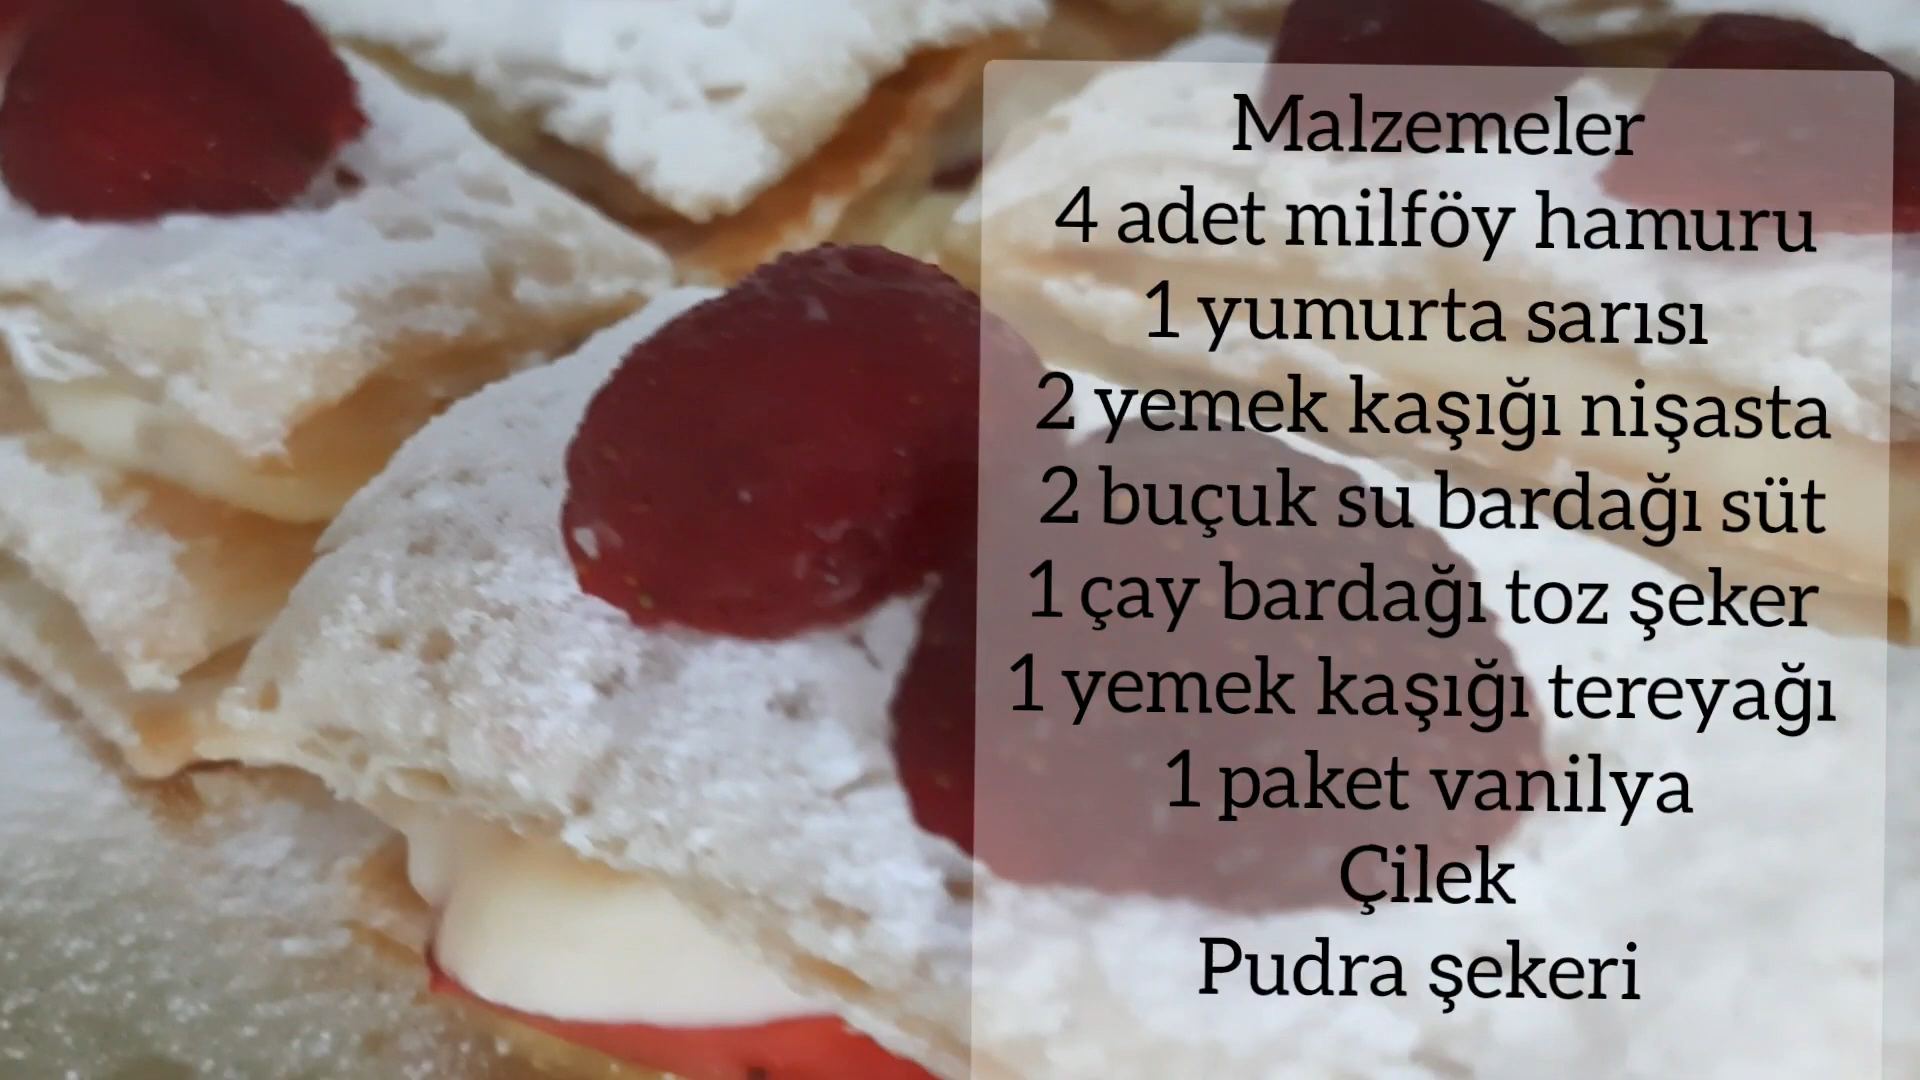 Malzemeler
4 adet milföy hamuru
1 yumurta sarısı
2 yemek kaşığı nişasta
2 buçuk su bardağı süt
1 çay bardağı toz şeker
1 yemek kaşığı tereyağı
1 paket vanilya
Çilek
Pudra şekeri